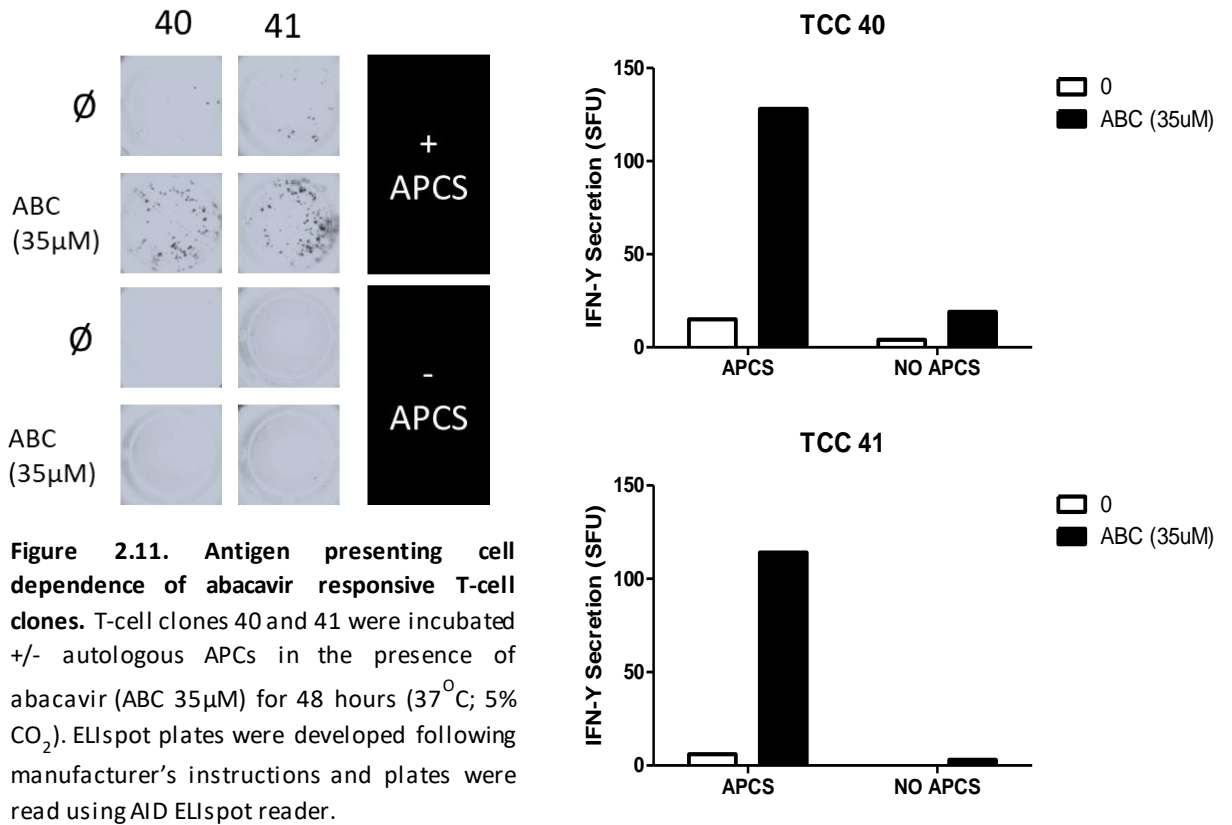 40 41
Ø
ABC
(35µM)
Ø
ABC
(35µM)
+
APCS
-
APCS
Figure 2.11. Antigen presenting cell
dependence of abacavir responsive T-cell
clones. T-cell clones 40 and 41 were incubated
+/- autologous APCs in the presence of
abacavir (ABC 35µM) for 48 hours (37°C; 5%
CO₂). ELIspot plates were developed following
manufacturer's instructions and plates were
read using AID ELIspot reader.
TCC 40
IFN-Y Secretion (SFU)
150
100
50
0
APCS NO APCS
0
ABC (35uM)
TCC 41
IFN-Y Secretion (SFU)
150
100
50
0
APCS NO APCS
0
ABC (35uM)